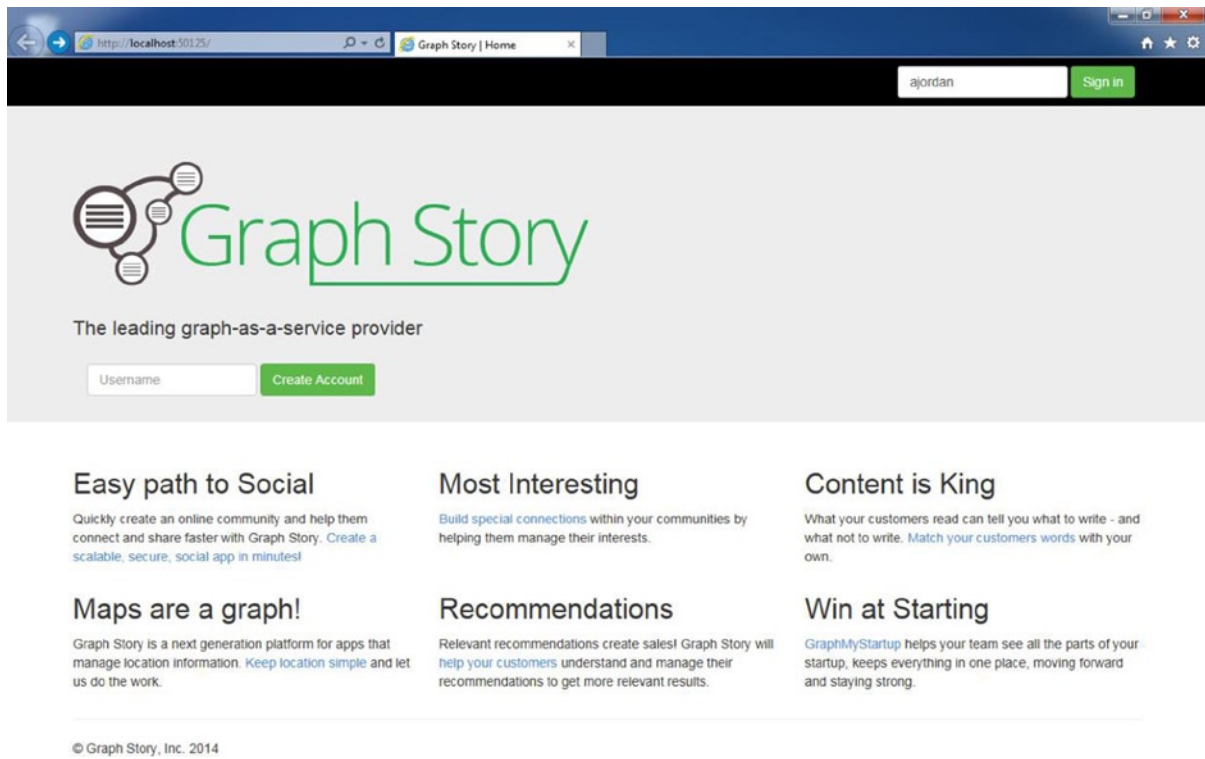 http://localhost:50125/
Graph Story | Home
ajordan
Sign in
Graph Story
The leading graph-as-a-service provider
Username
Create Account
Easy path to Social
Quickly create an online community and help them
connect and share faster with Graph Story. Create a
scalable, secure, social app in minutes!
Most Interesting
Build special connections within your communities by
helping them manage their interests.
Content is King
What your customers read can tell you what to write - and
what not to write. Match your customers words with your
own.
Maps are a graph!
Graph Story is a next generation platform for apps that
manage location information. Keep location simple and let
us do the work.
Recommendations
Relevant recommendations create sales! Graph Story will
help your customers understand and manage their
recommendations to get more relevant results.
Win at Starting
GraphMyStartup helps your team see all the parts of your
startup, keeps everything in one place, moving forward
and staying strong.
© Graph Story, Inc. 2014